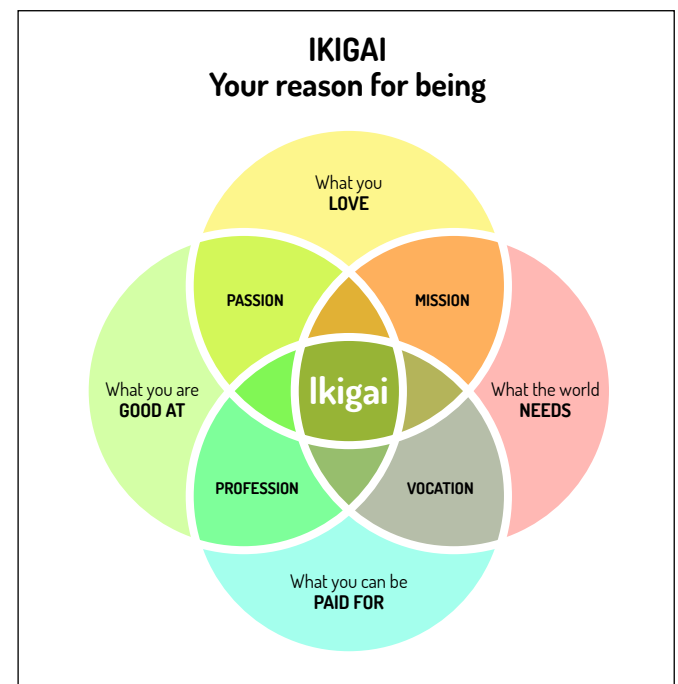 IKIGAI
Your reason for being
What you
LOVE
PASSION
MISSION
What you are
GOOD AT
Ikigai
What the world
NEEDS
PROFESSION
VOCATION
What you can be
PAID FOR